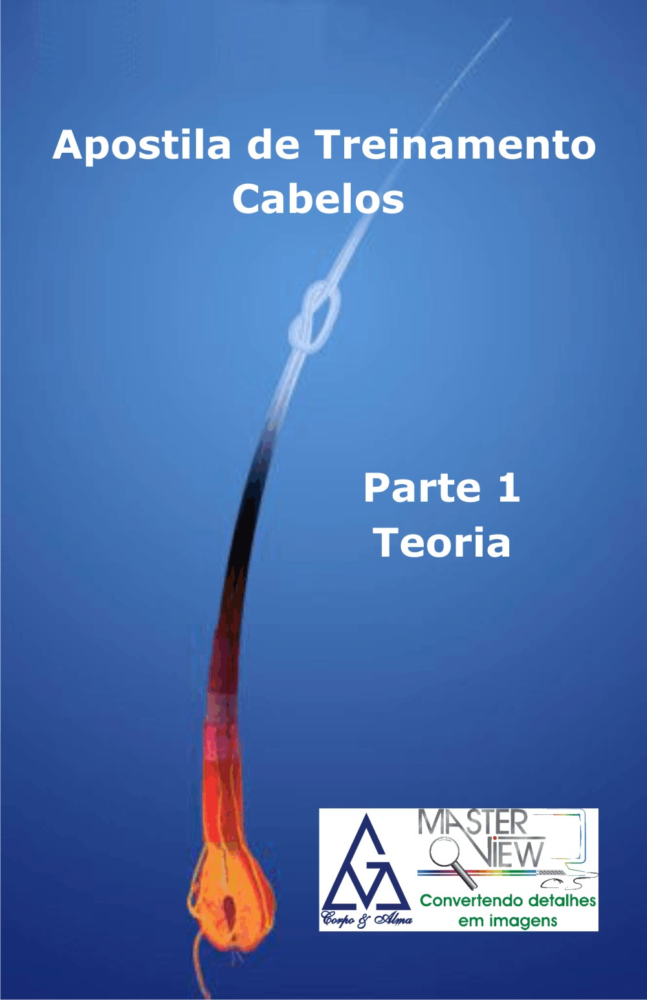 Apostila de Treinamento
Cabelos
Parte 1
Teoria
MASTER
VIEW
Convertendo detalhes
em imagens
Corpo & Alma